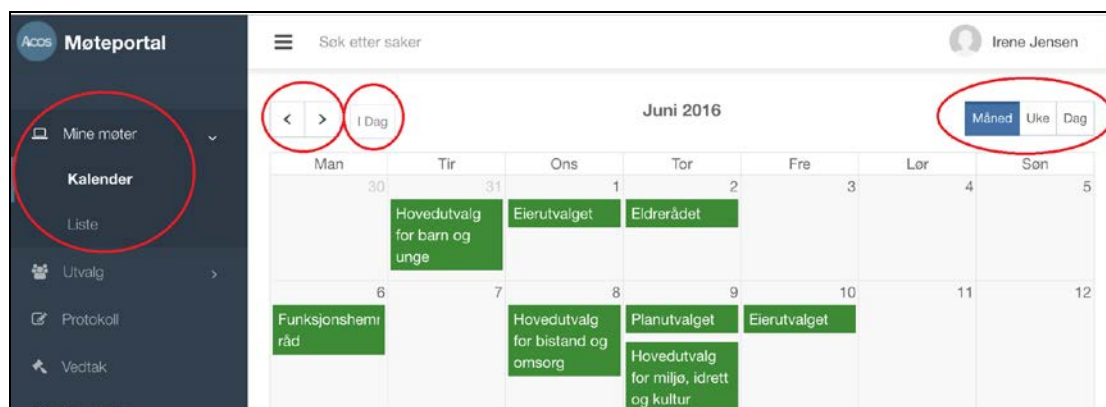 Acos Møteportal
Søk etter saker
Irene Jensen
Mine møter
Kalender
Liste
Utvalg
Protokoll
Vedtak
< > I Dag
Juni 2016
Måned Uke Dag
Man Tir Ons Tor Fre Lør Søn
30 31 1 2 3 4 5
Hovedutvalg
for barn og
unge
Eierutvalget
Eldrerådet
6 7 8 9 10 11 12
Funksjonshem
råd
Hovedutvalg
for bistand og
omsorg
Planutvalget
Hovedutvalg
for miljø, idrett
og kultur
Eierutvalget